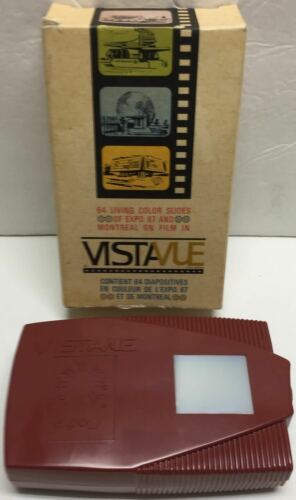 64 LIVING COLOR SLIDES
OF EXPO 67 AND
MONTREAL ON FILM IN
VISTAVUE
CONTIENT 64 DIAPOSITIVES
EN COULEUR DE L'EXPO 67
ET DE MONTREAL
VISTAVUE